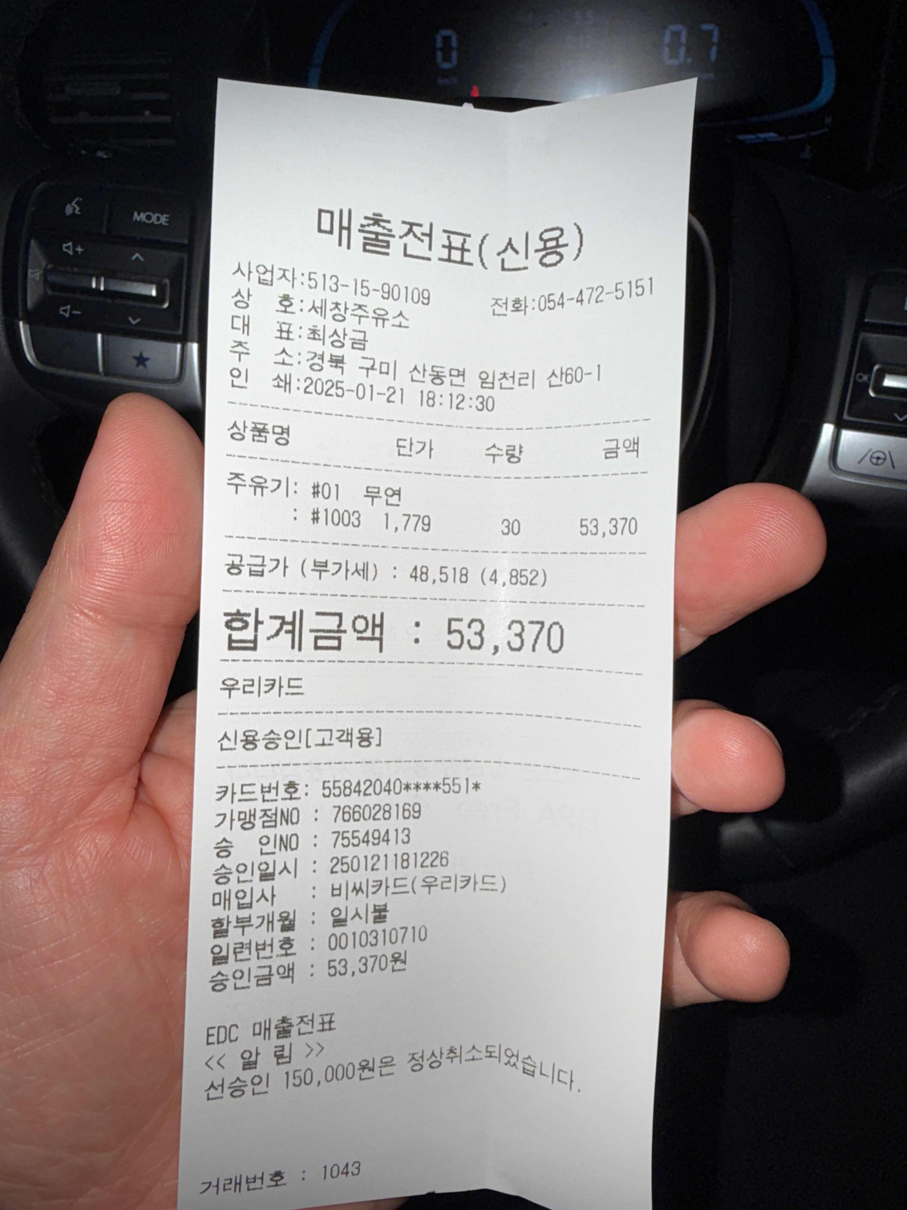 0
0.7
MODE
매출전표(신용)
사업자:513-15-90109 전화:054-472-5151
상 호:세창주유소
대 표:최상금
주 소:경북 구미 산동면 임천리 산60-1
인 쇄:2025-01-21 18:12:30
상품명 단가 수량 금액
주유기: #01 무연
: #1003 1,779 30 53,370
공급가 (부가세) : 48,518 (4,852)
합계금액 : 53,370
우리카드
신용승인[고객용]
카드번호: 55842040****551*
가맹점NO : 766028169
승 인NO : 75549413
승인일시 : 250121181226
매입사 : 비씨카드(우리카드)
할부개월 : 일시불
일련번호 : 0010310710
승인금액 : 53,370원
EDC 매출전표
<< 알 림 >>
선승인 150,000원은 정상취소되었습니다.
거래번호 : 1043